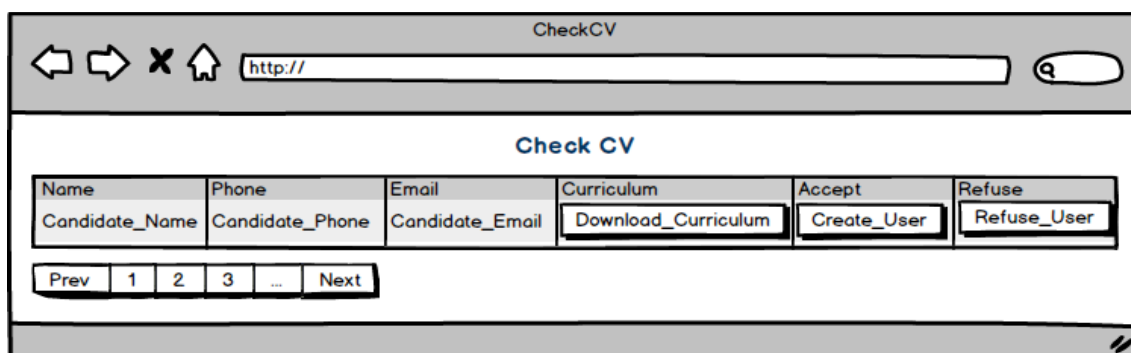 CheckCV
http://
Check CV
Name Phone Email Curriculum Accept Refuse
Candidate_Name Candidate_Phone Candidate_Email Download_Curriculum Create_User Refuse_User
Prev 1 2 3 ... Next